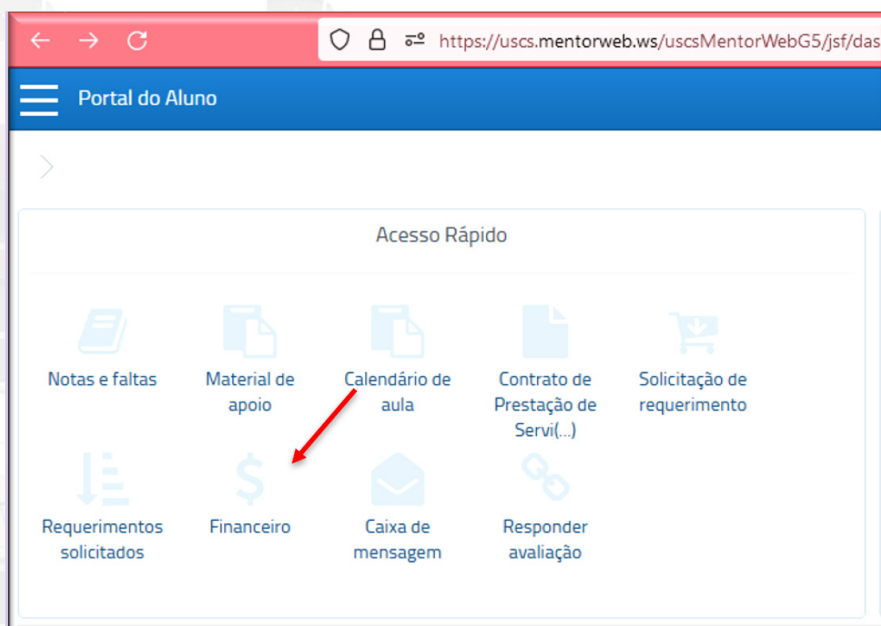 https://uscs.mentorweb.ws/uscsMentorWebG5/jsf/das
Portal do Aluno
Acesso Rápido
Notas e faltas
Material de
apoio
Calendário de
aula
Contrato de
Prestação de
Servi(...)
Solicitação de
requerimento
Requerimentos
solicitados
Financeiro
Caixa de
mensagem
Responder
avaliação